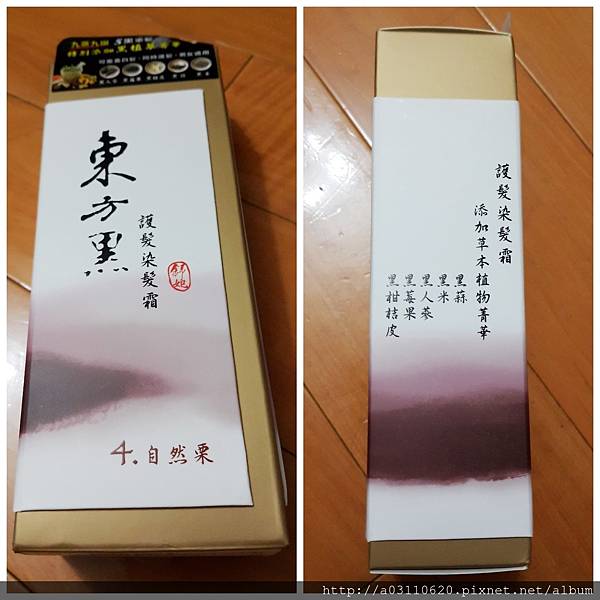 東方黑
護髮染髮霜
4.自然栗
護髮染髮霜
添加草本植物菁華
黑蒜
黑米
黑人蔘
黑莓果
黑柑桔皮
http://a03110620.pixnet.net/album